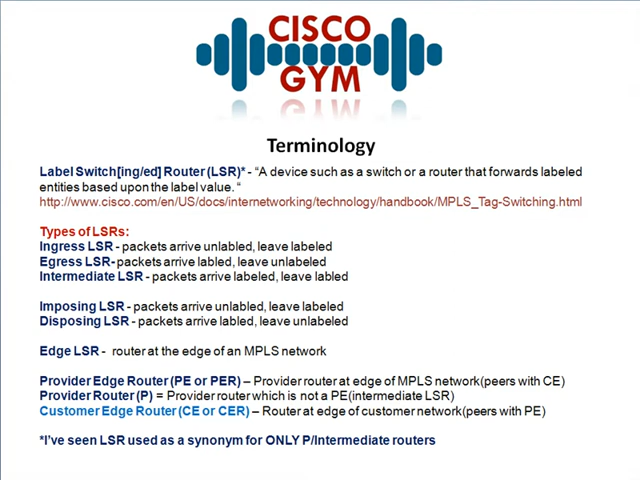 CISCO
GYM
Terminology
Label Switch[ing/ed] Router (LSR)* - “A device such as a switch or a router that forwards labeled
entities based upon the label value. “
http://www.cisco.com/en/US/docs/internetworking/technology/handbook/MPLS_Tag-Switching.html
Types of LSRs:
Ingress LSR - packets arrive unlabled, leave labeled
Egress LSR- packets arrive labled, leave unlabeled
Intermediate LSR - packets arrive labeled, leave labled
Imposing LSR - packets arrive unlabled, leave labeled
Disposing LSR - packets arrive labled, leave unlabeled
Edge LSR - router at the edge of an MPLS network
Provider Edge Router (PE or PER) – Provider router at edge of MPLS network(peers with CE)
Provider Router (P) = Provider router which is not a PE(intermediate LSR)
Customer Edge Router (CE or CER) – Router at edge of customer network(peers with PE)
*I’ve seen LSR used as a synonym for ONLY P/Intermediate routers